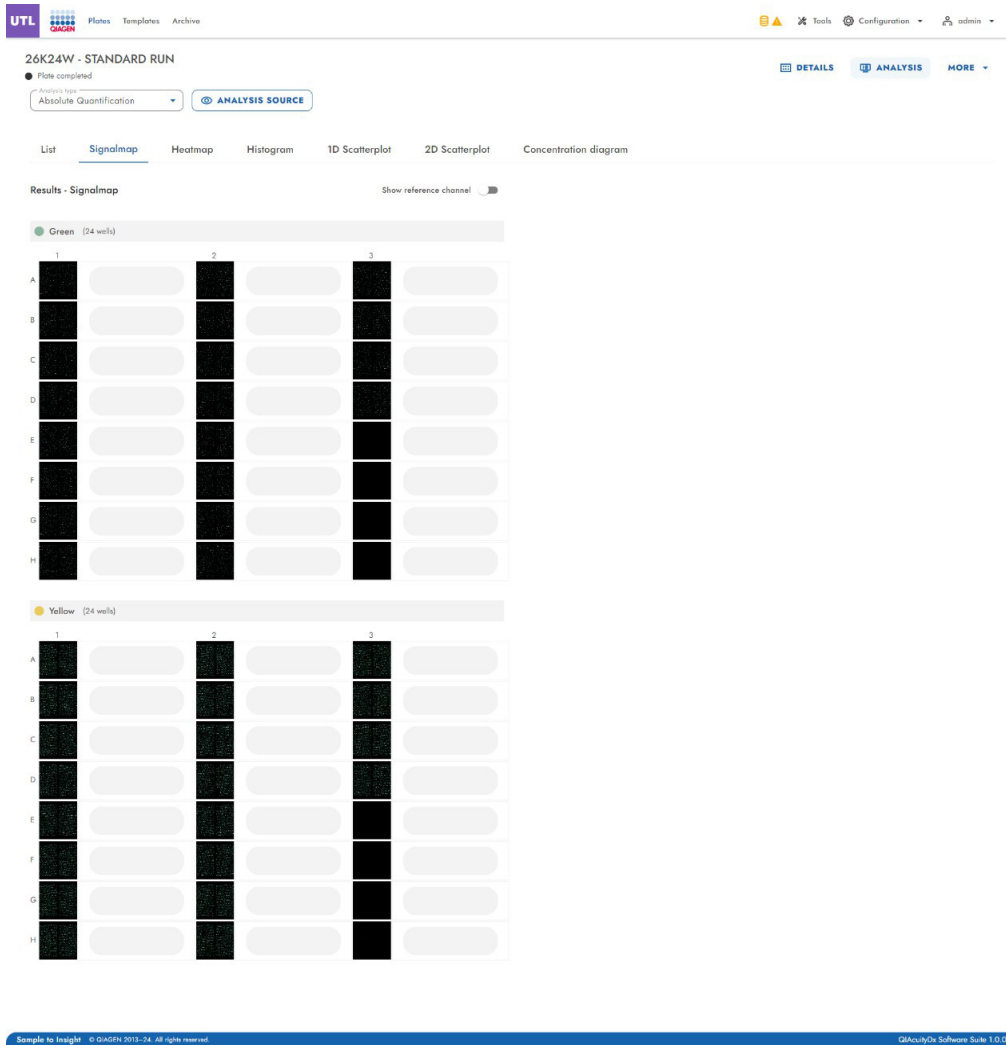 UTL QIAGEN Plates Templates Archive Tools Configuration admin
26K24W - STANDARD RUN
Plate completed
DETAILS ANALYSIS MORE
Analysis type
Absolute Quantification ANALYSIS SOURCE
List Signalmap Heatmap Histogram 1D Scatterplot 2D Scatterplot Concentration diagram
Results - Signalmap Show reference channel
Green (24 wells)
1 2 3
A
B
C
D
E
F
G
H
Yellow (24 wells)
1 2 3
A
B
C
D
E
F
G
H
Sample to Insight © QIAGEN 2013–24. All rights reserved. QIAcuityDx Software Suite 1.0.0